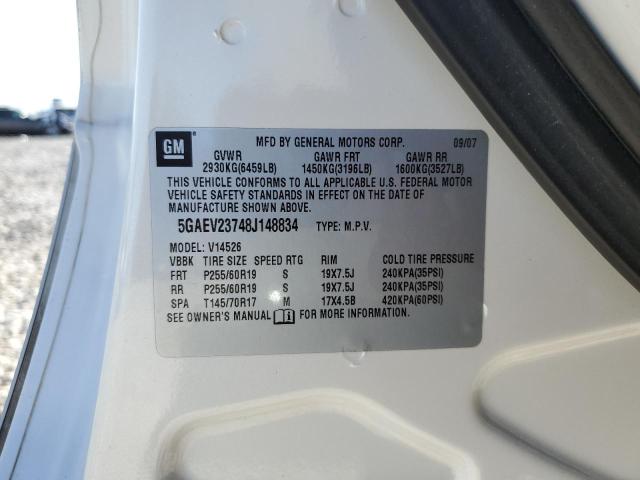 GM MFD BY GENERAL MOTORS CORP. 09/07
GVWR GAWR FRT GAWR RR
2930KG(6459LB) 1450KG(3196LB) 1600KG(3527LB)
THIS VEHICLE CONFORMS TO ALL APPLICABLE U.S. FEDERAL MOTOR
VEHICLE SAFETY STANDARDS IN EFFECT ON THE DATE OF
MANUFACTURE SHOWN ABOVE.
5GAEV23748J148834 TYPE: M.P.V.
MODEL: V14526
VBBK TIRE SIZE SPEED RTG RIM COLD TIRE PRESSURE
FRT P255/60R19 S 19X7.5J 240KPA(35PSI)
RR P255/60R19 S 19X7.5J 240KPA(35PSI)
SPA T145/70R17 M 17X4.5B 420KPA(60PSI)
SEE OWNER'S MANUAL FOR MORE INFORMATION.